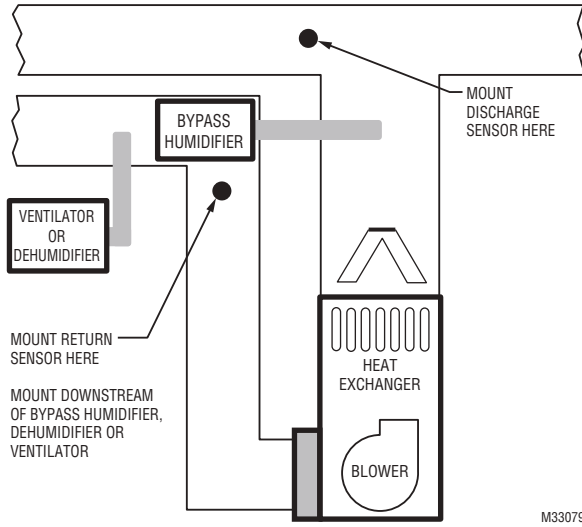 MOUNT
DISCHARGE
SENSOR HERE
BYPASS
HUMIDIFIER
VENTILATOR
OR
DEHUMIDIFIER
MOUNT RETURN
SENSOR HERE
MOUNT DOWNSTREAM
OF BYPASS HUMIDIFIER,
DEHUMIDIFIER OR
VENTILATOR
HEAT
EXCHANGER
BLOWER
M33079